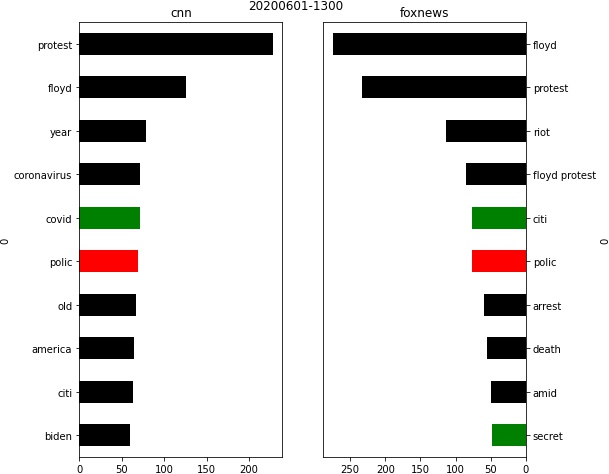 20200601-1300
cnn
foxnews
protest
floyd
year
coronavirus
covid
polic
old
america
citi
biden
0
0 50 100 150 200
floyd
protest
riot
floyd protest
citi
polic
arrest
death
amid
secret
0
250 200 150 100 50 0